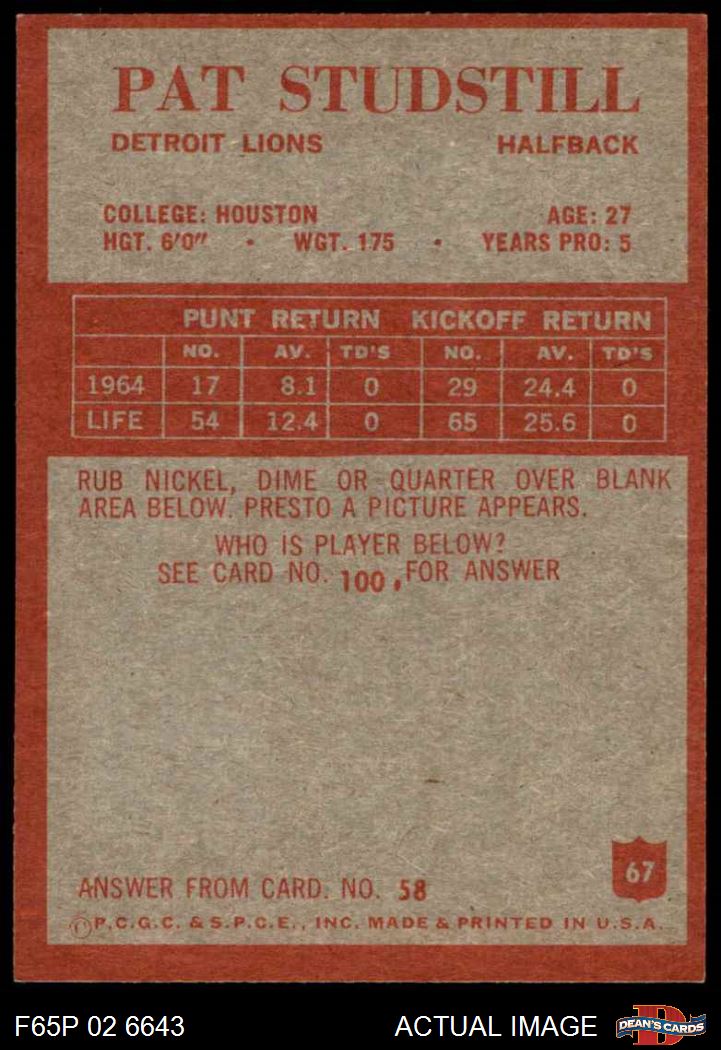 PAT STUDSTILL
DETROIT LIONS HALFBACK
COLLEGE: HOUSTON AGE: 27
HGT. 6'0" • WGT. 175 • YEARS PRO: 5
PUNT RETURN KICKOFF RETURN
NO. AV. TD'S NO. AV. TD'S
1964 17 8.1 0 29 24.4 0
LIFE 54 12.4 0 65 25.6 0
RUB NICKEL, DIME OR QUARTER OVER BLANK
AREA BELOW. PRESTO A PICTURE APPEARS.
WHO IS PLAYER BELOW?
SEE CARD NO. 100, FOR ANSWER
67
ANSWER FROM CARD. NO. 58
©P.C.G.C. & S.P.C.E., INC. MADE & PRINTED IN U.S.A.
F65P 02 6643 ACTUAL IMAGE
D
DEAN'S CARDS